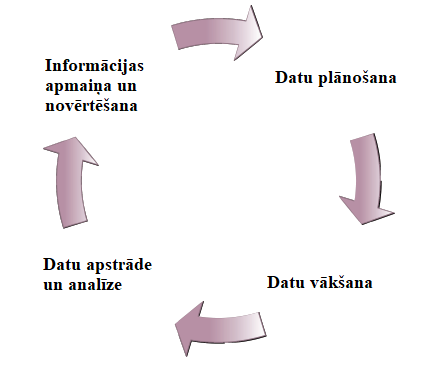 Informācijas
apmaiņa un
novērtēšana
Datu plānošana
Datu vākšana
Datu apstrāde
un analīze